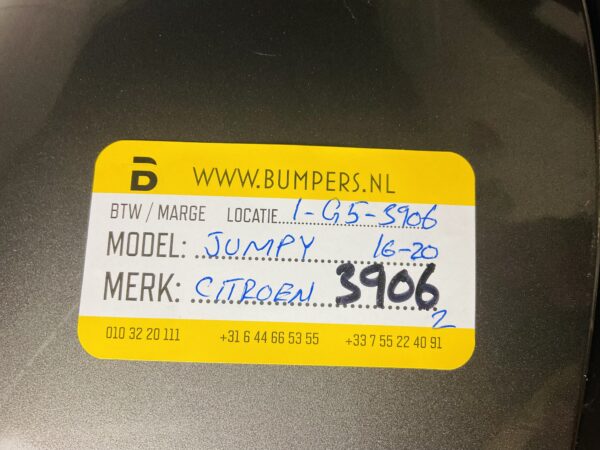 WWW.BUMPERS.NL
BTW / MARGE LOCATIE 1-G5-3906
MODEL: JUMPY 16-20
MERK: CITROEN 3906
2
010 32 20 111 +31 6 44 66 53 55 +33 7 55 22 40 91